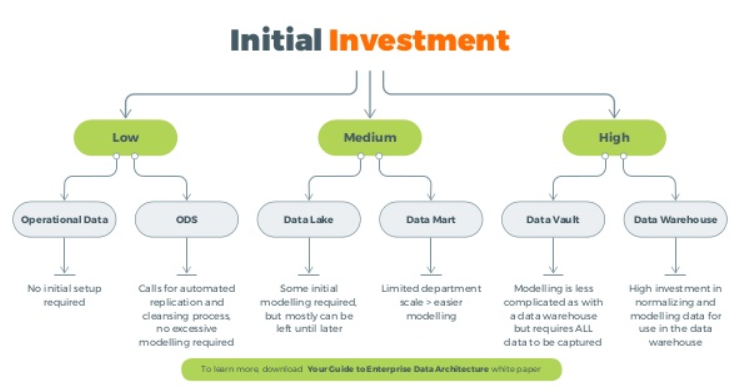 Initial Investment
Low
Medium
High
Operational Data
ODS
Data Lake
Data Mart
Data Vault
Data Warehouse
No initial setup
required
Calls for automated
replication and
cleansing process,
no excessive
modelling required
Some initial
modelling required,
but mostly can be
left until later
Limited department
scale > easier
modelling
Modelling is less
complicated as with
a data warehouse
but requires ALL
data to be captured
High investment in
normalizing and
modelling data for
use in the data
warehouse
To learn more, download Your Guide to Enterprise Data Architecture white paper